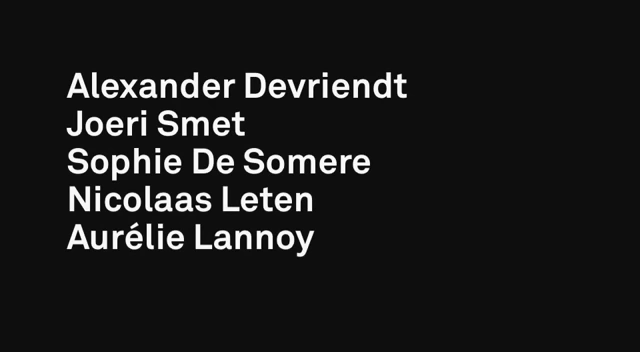 Alexander Devriendt
Joeri Smet
Sophie De Somere
Nicolaas Leten
Aurélie Lannoy